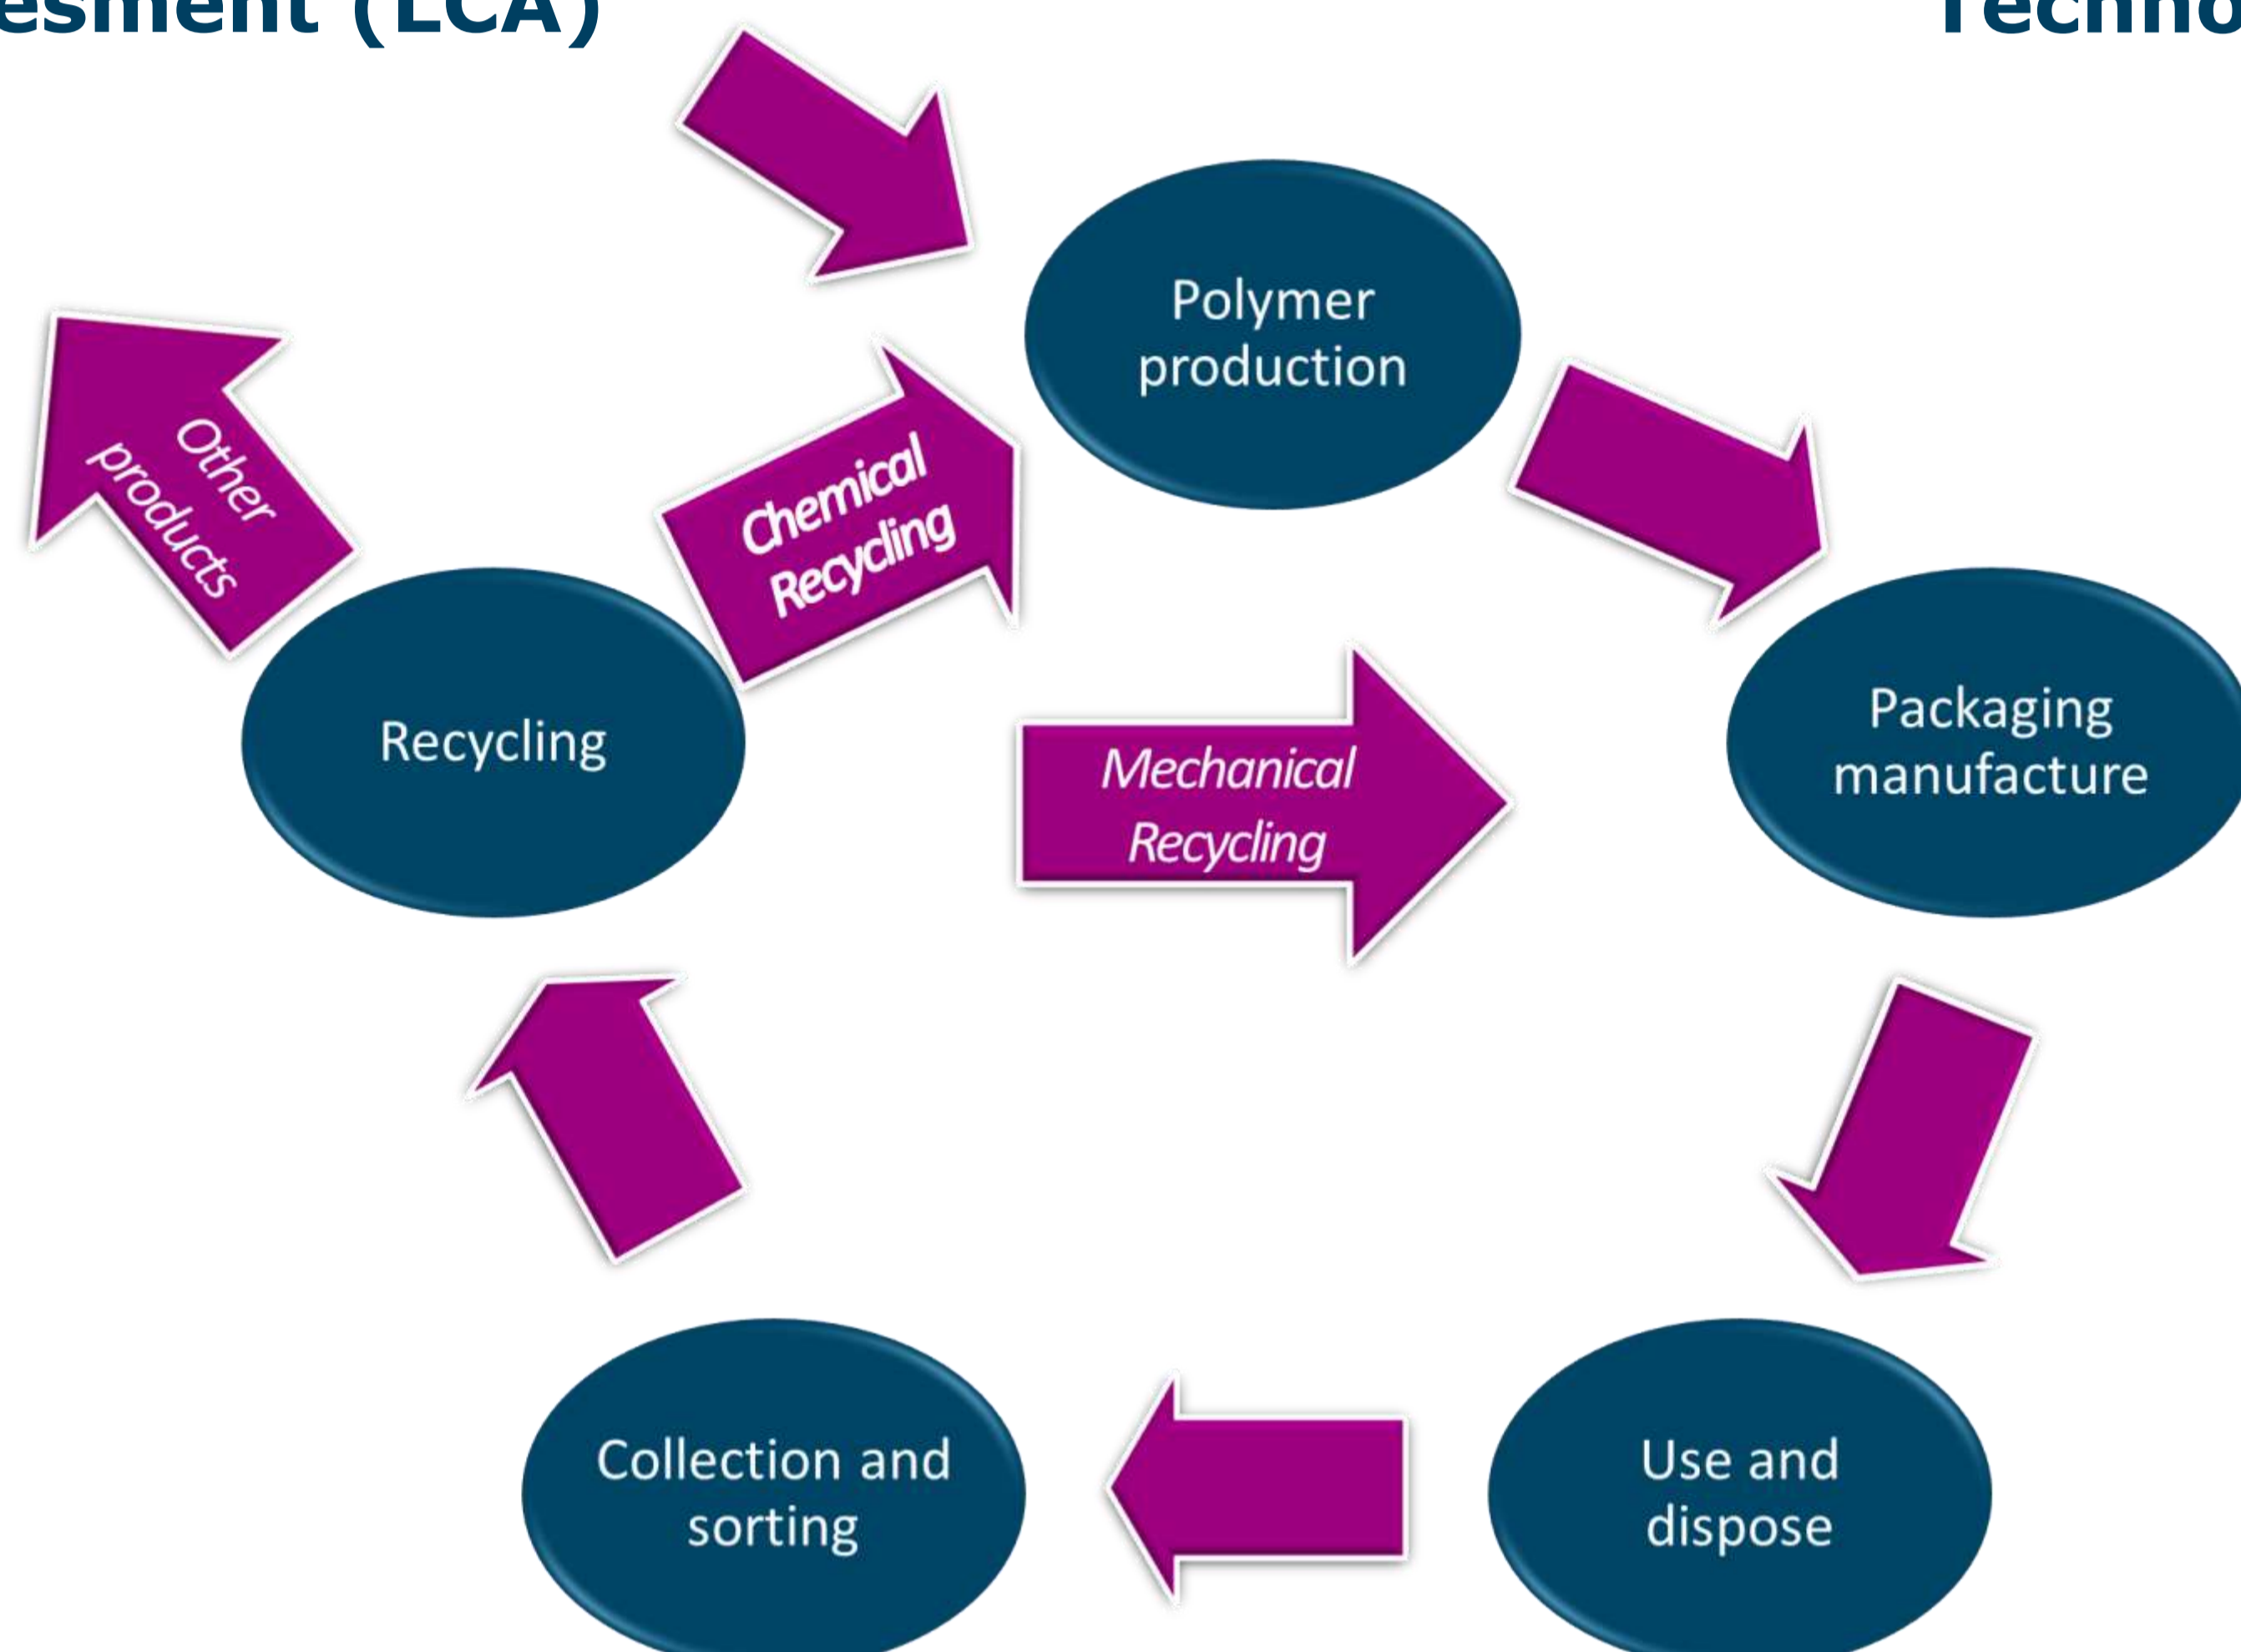 esment (LCA)
Techno
Polymer
production
Other
products
Chemical
Recycling
Recycling
Packaging
manufacture
Mechanical
Recycling
Collection and
sorting
Use and
dispose